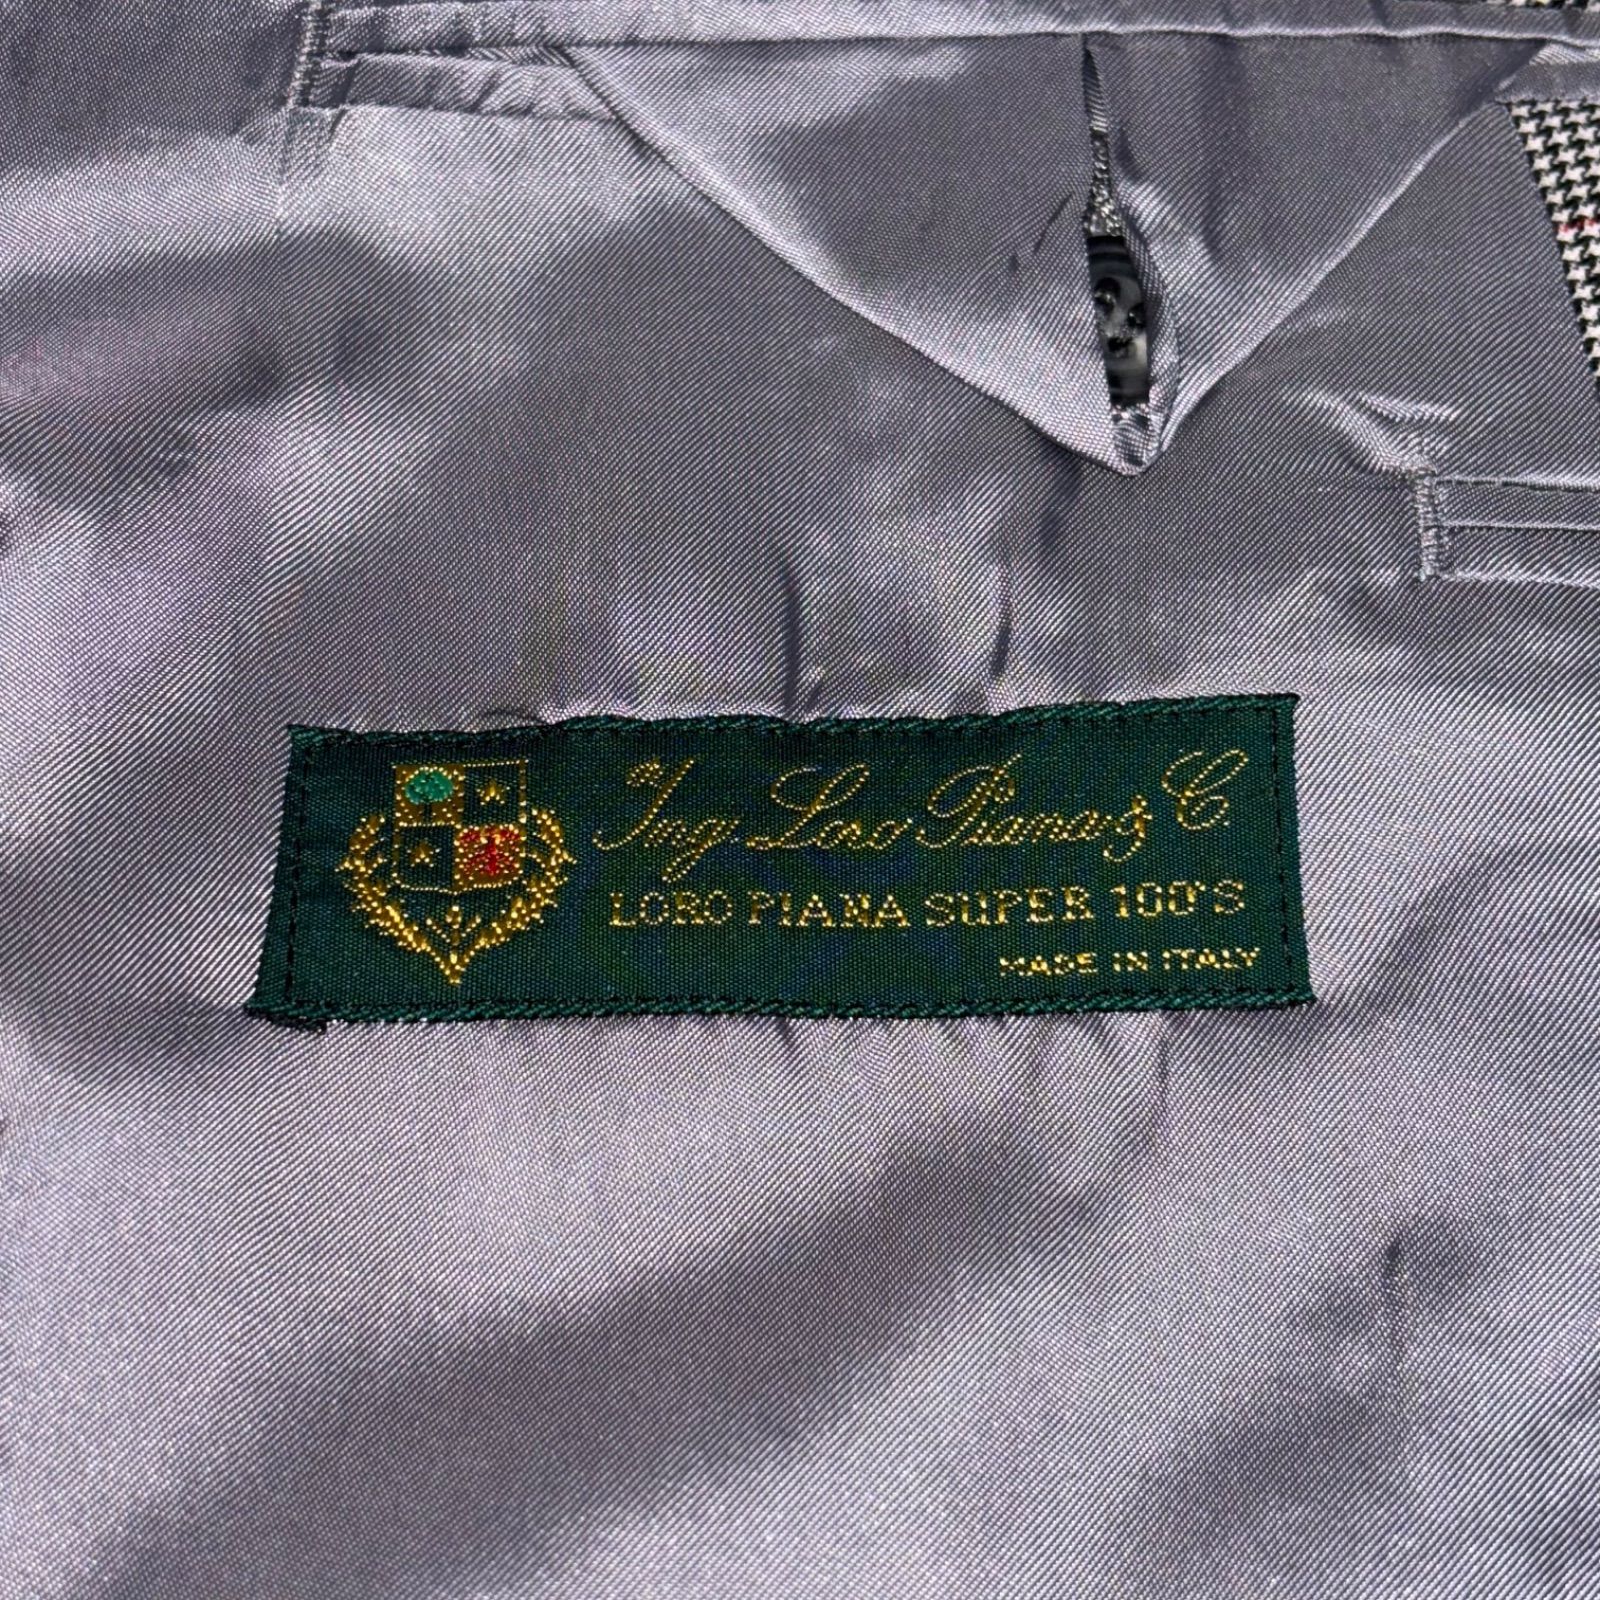 Ing Loro Piana & C.
LORO PIANA SUPER 100'S
MADE IN ITALY